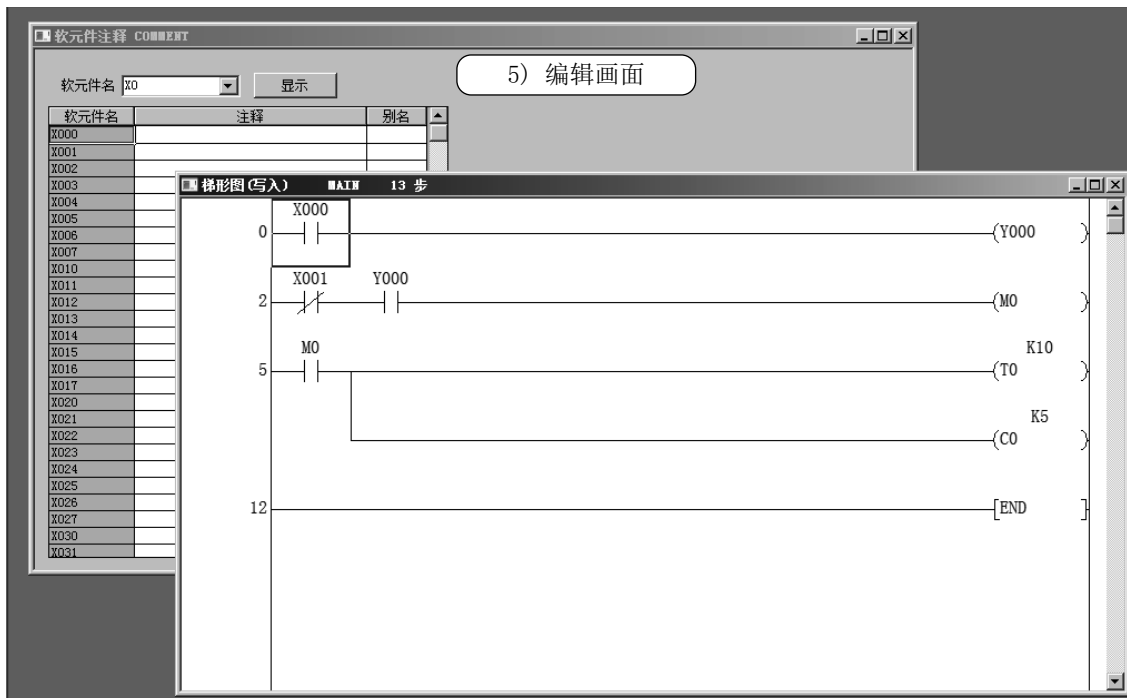 软元件注释 COMMENT
5) 编辑画面
软元件名 X0 显示
软元件名 注释 别名
X000
X001
X002
X003
X004
X005
X006
X007
X010
X011
X012
X013
X014
X015
X016
X017
X020
X021
X022
X023
X024
X025
X026
X027
X030
X031
梯形图(写入) MAIN 13 步
X000
0 (Y000 )
X001 Y000
2 (M0 )
M0 K10
5 (T0 )
K5
(C0 )
12 [END ]